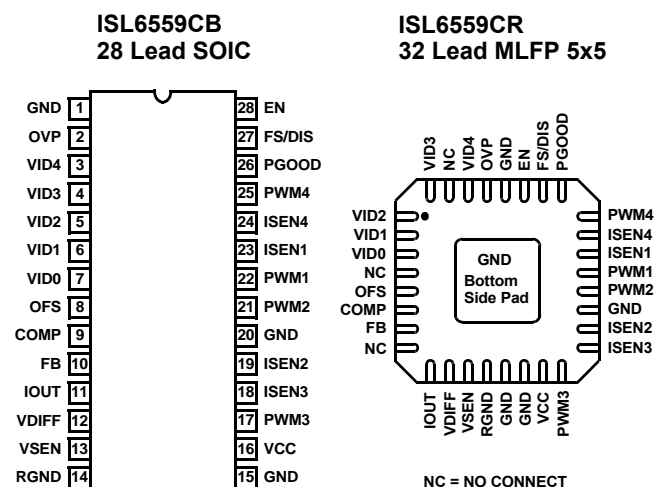 ISL6559CB
28 Lead SOIC
GND 1
OVP 2
VID4 3
VID3 4
VID2 5
VID1 6
VID0 7
OFS 8
COMP 9
FB 10
IOUT 11
VDIFF 12
VSEN 13
RGND 14
28 EN
27 FS/DIS
26 PGOOD
25 PWM4
24 ISEN4
23 ISEN1
22 PWM1
21 PWM2
20 GND
19 ISEN2
18 ISEN3
17 PWM3
16 VCC
15 GND
ISL6559CR
32 Lead MLFP 5x5
VID3
NC
VID4
OVP
GND
EN
FS/DIS
PGOOD
VID2
VID1
VID0
NC
OFS
COMP
FB
NC
GND
Bottom
Side Pad
PWM4
ISEN4
ISEN1
PWM1
PWM2
GND
ISEN2
ISEN3
IOUT
VDIFF
VSEN
RGND
GND
GND
VCC
PWM3
NC = NO CONNECT